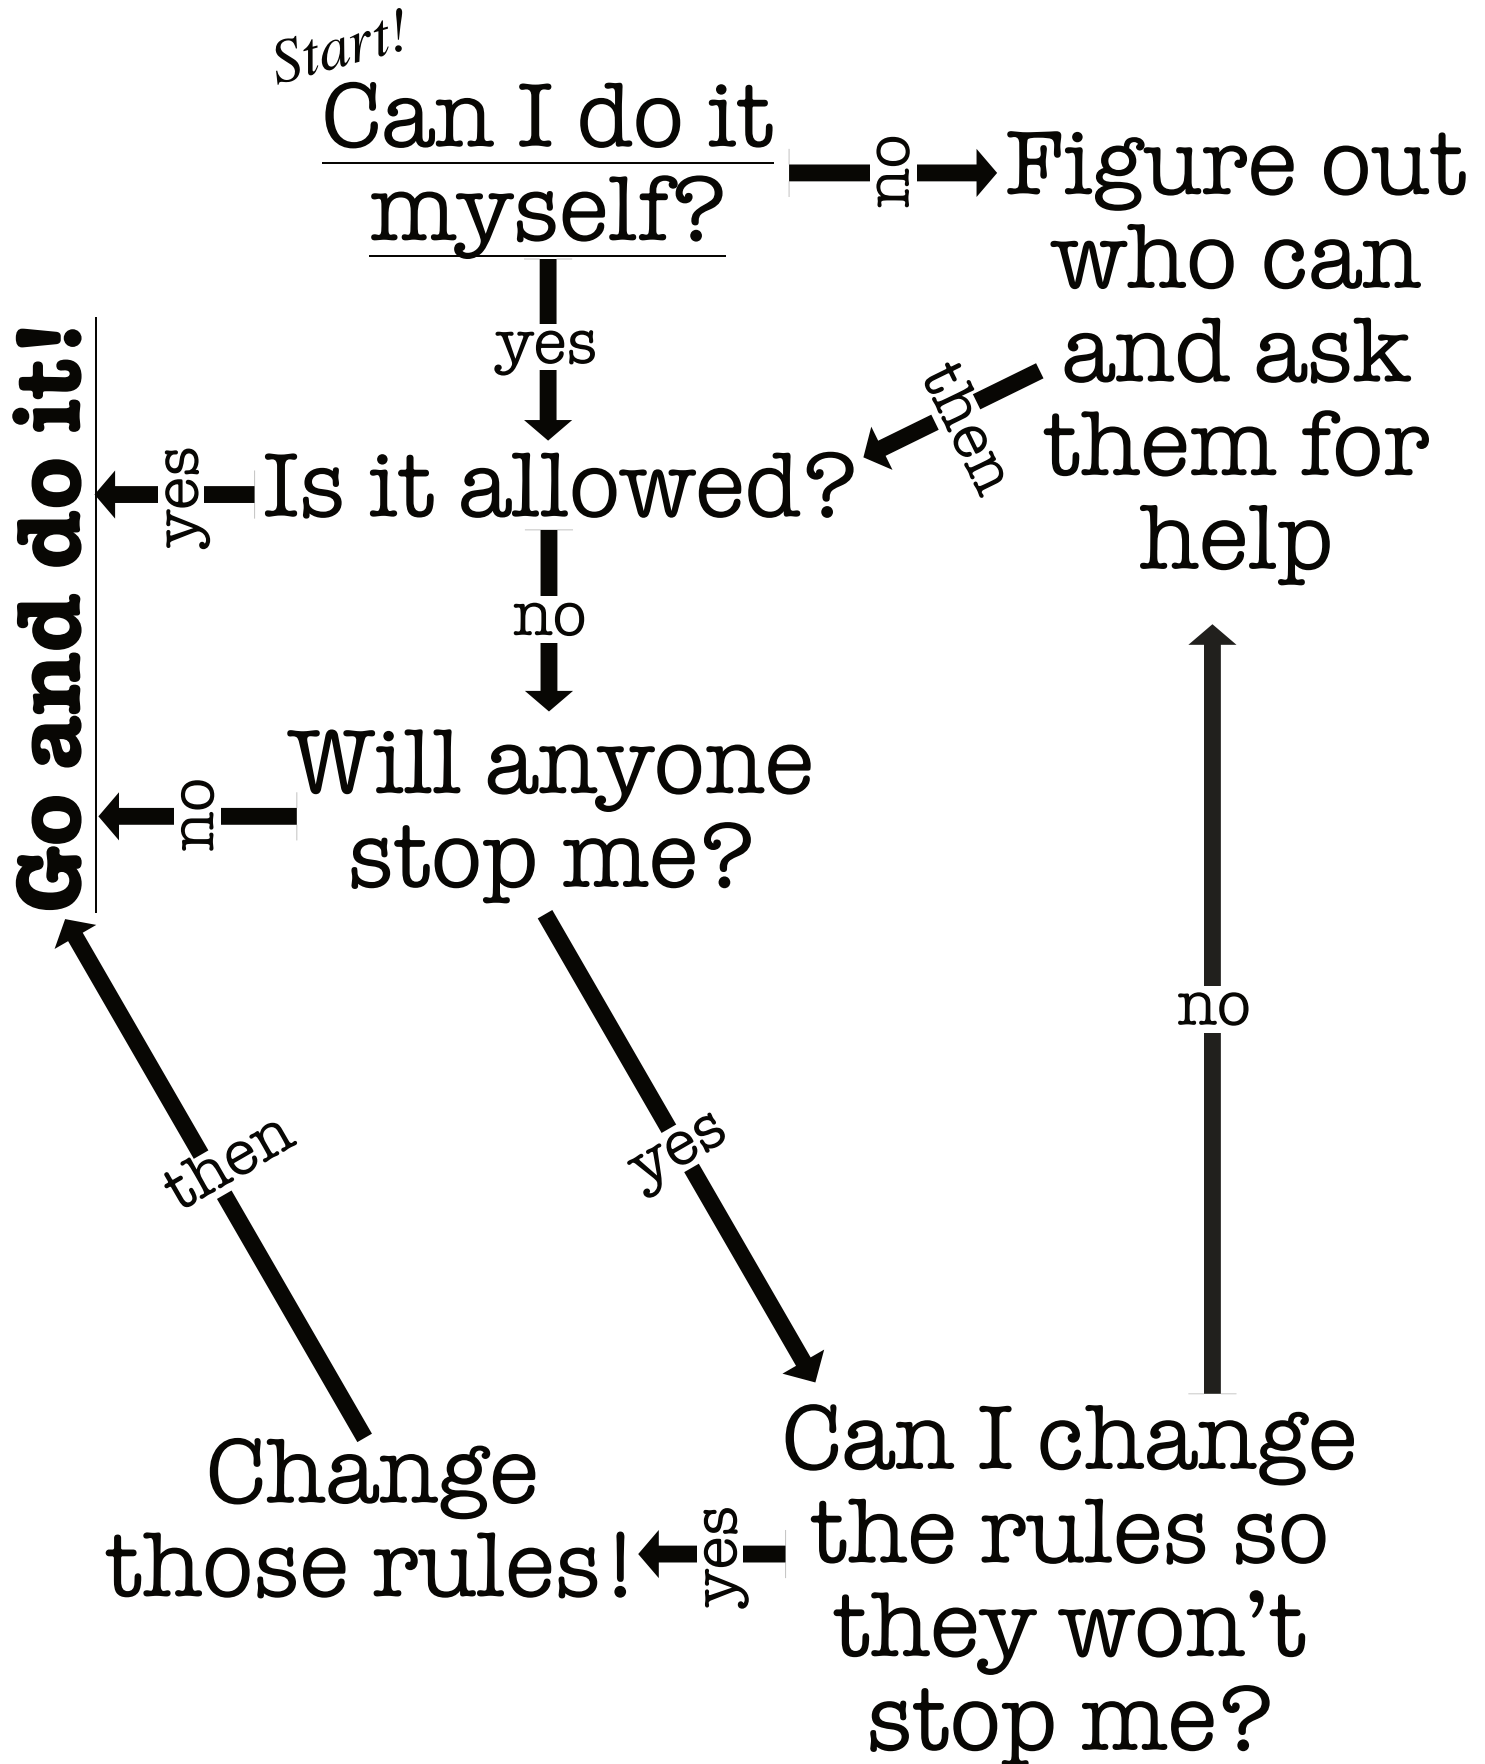 Start!
Can I do it
myself?
no
Figure out
who can
and ask
them for
help
yes
then
Is it allowed?
yes
Go and do it!
no
Will anyone
stop me?
no
no
then
yes
Can I change
the rules so
they won’t
stop me?
yes
Change
those rules!